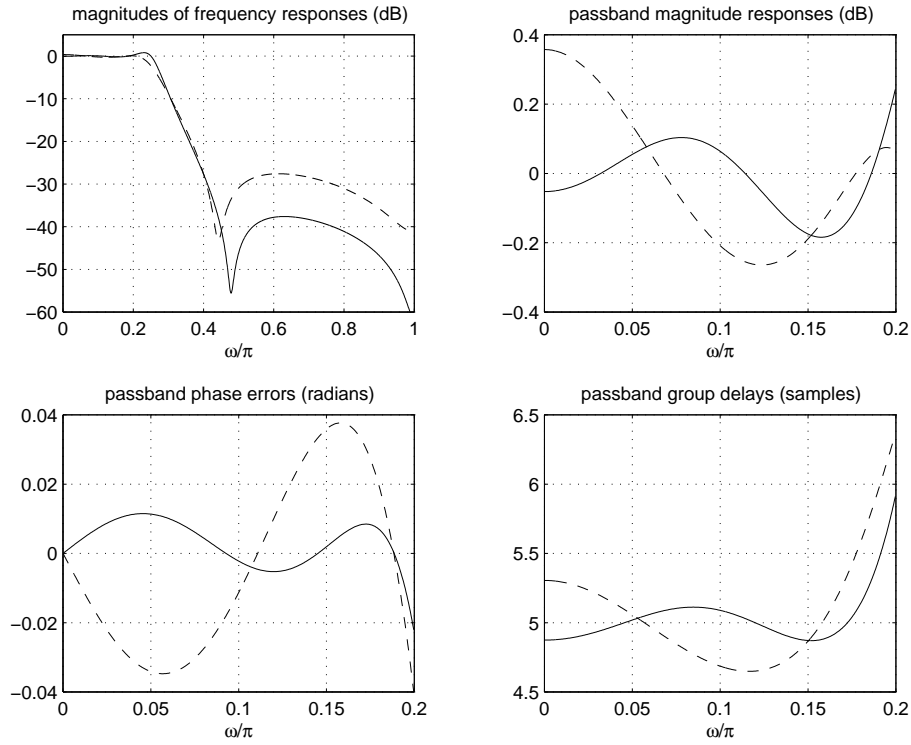 magnitudes of frequency responses (dB)
0
−10
−20
−30
−40
−50
−60
0 0.2 0.4 0.6 0.8 1
ω/π
passband magnitude responses (dB)
0.4
0.2
0
−0.2
−0.4
0 0.05 0.1 0.15 0.2
ω/π
passband phase errors (radians)
0.04
0.02
0
−0.02
−0.04
0 0.05 0.1 0.15 0.2
ω/π
passband group delays (samples)
6.5
6
5.5
5
4.5
0 0.05 0.1 0.15 0.2
ω/π